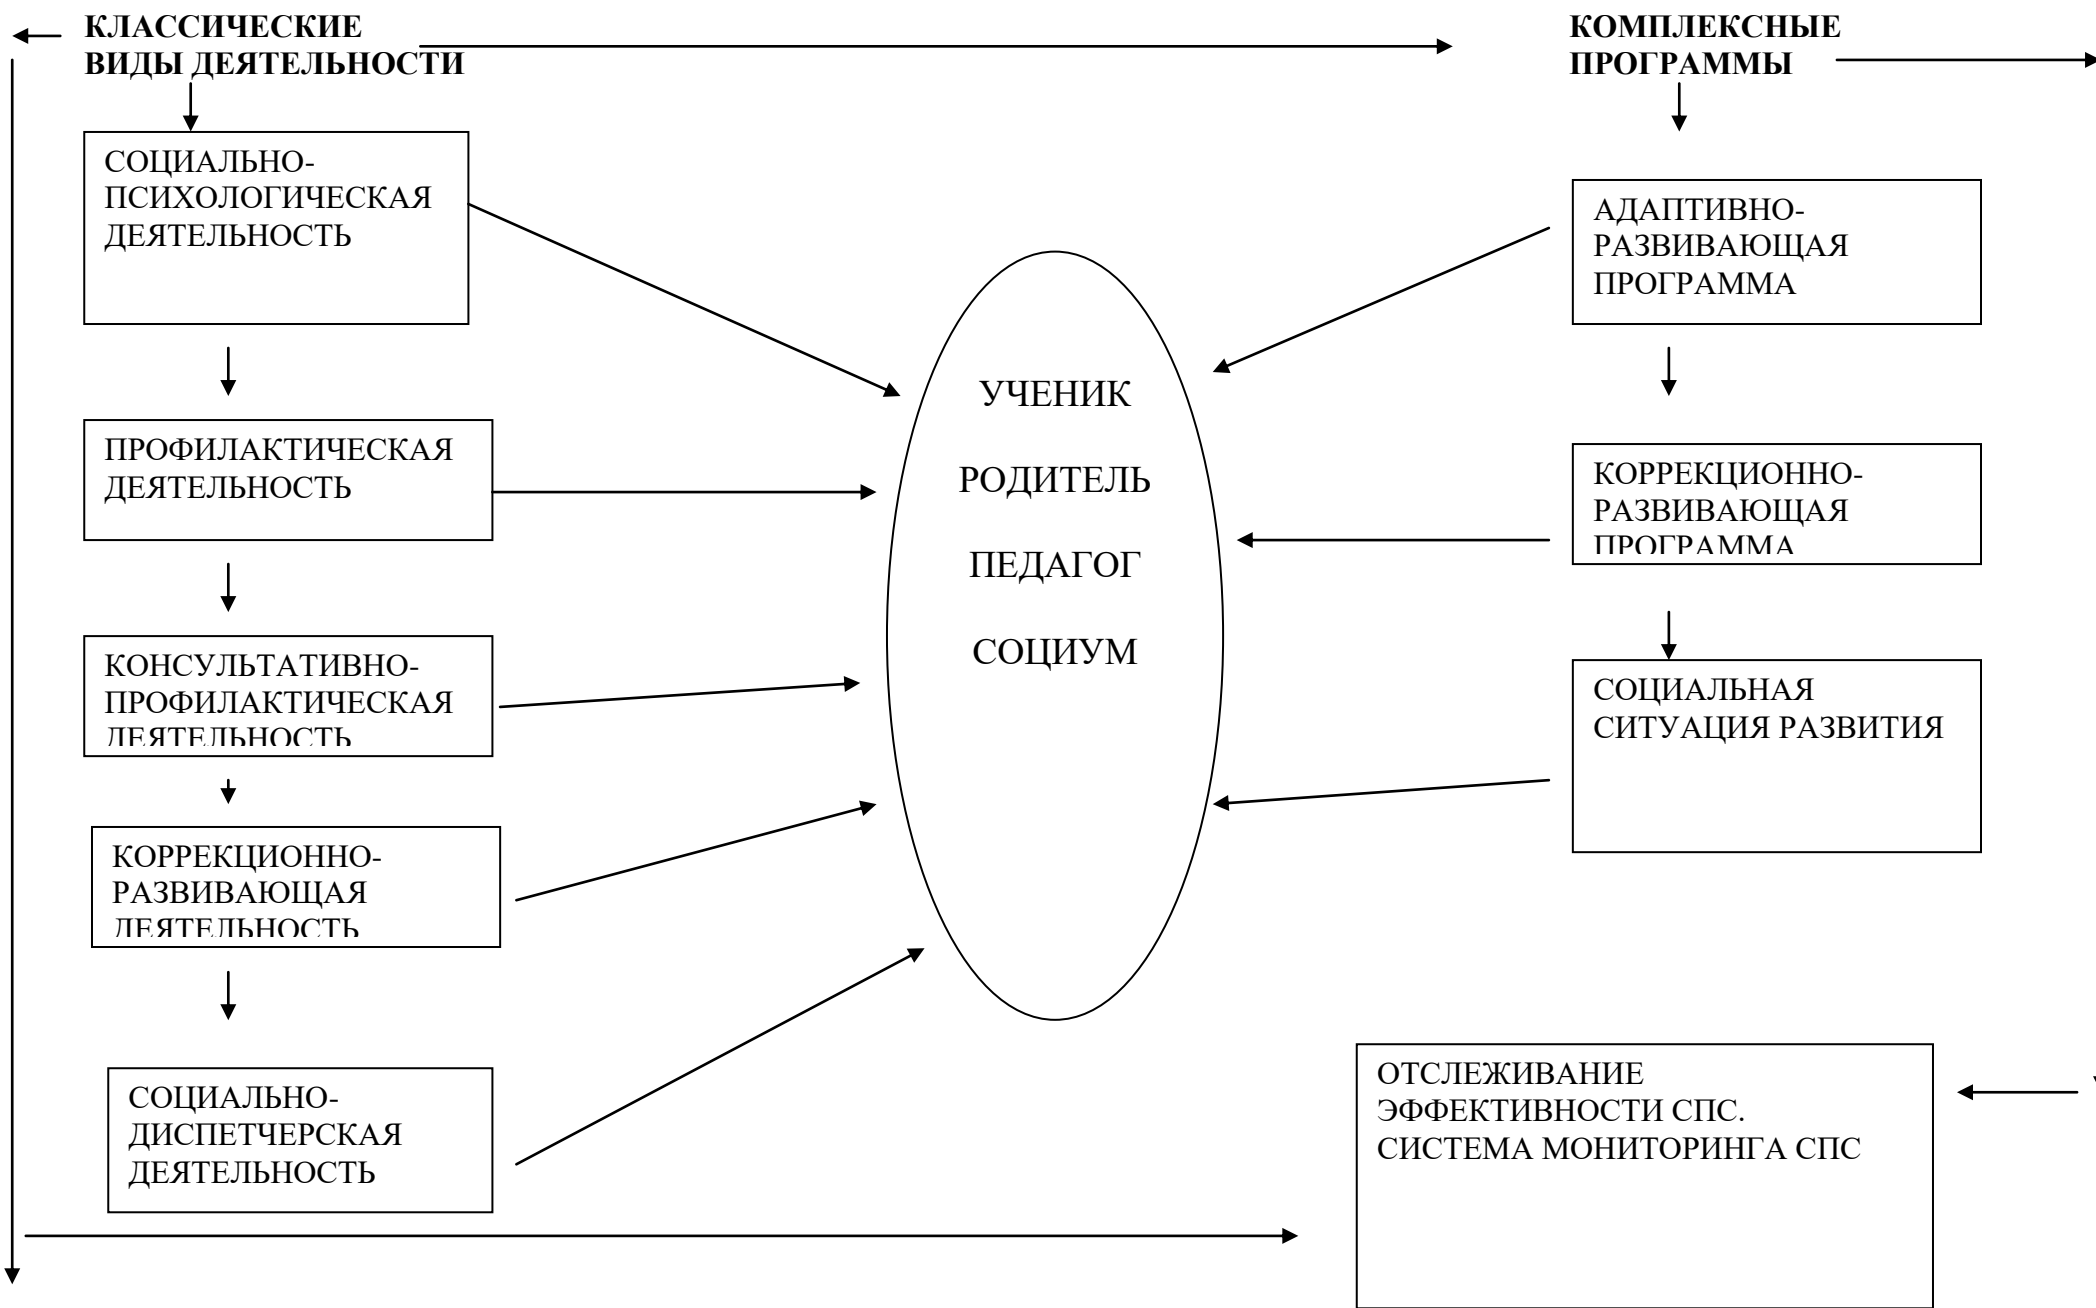 КЛАССИЧЕСКИЕ
ВИДЫ ДЕЯТЕЛЬНОСТИ
СОЦИАЛЬНО-
ПСИХОЛОГИЧЕСКАЯ
ДЕЯТЕЛЬНОСТЬ
ПРОФИЛАКТИЧЕСКАЯ
ДЕЯТЕЛЬНОСТЬ
КОНСУЛЬТАТИВНО-
ПРОФИЛАКТИЧЕСКАЯ
ДЕЯТЕЛЬНОСТЬ
КОРРЕКЦИОННО-
РАЗВИВАЮЩАЯ
ДЕЯТЕЛЬНОСТЬ
СОЦИАЛЬНО-
ДИСПЕТЧЕРСКАЯ
ДЕЯТЕЛЬНОСТЬ
УЧЕНИК
РОДИТЕЛЬ
ПЕДАГОГ
СОЦИУМ
КОМПЛЕКСНЫЕ
ПРОГРАММЫ
АДАПТИВНО-
РАЗВИВАЮЩАЯ
ПРОГРАММА
КОРРЕКЦИОННО-
РАЗВИВАЮЩАЯ
ПРОГРАММА
СОЦИАЛЬНАЯ
СИТУАЦИЯ РАЗВИТИЯ
ОТСЛЕЖИВАНИЕ
ЭФФЕКТИВНОСТИ СПС.
СИСТЕМА МОНИТОРИНГА СПС